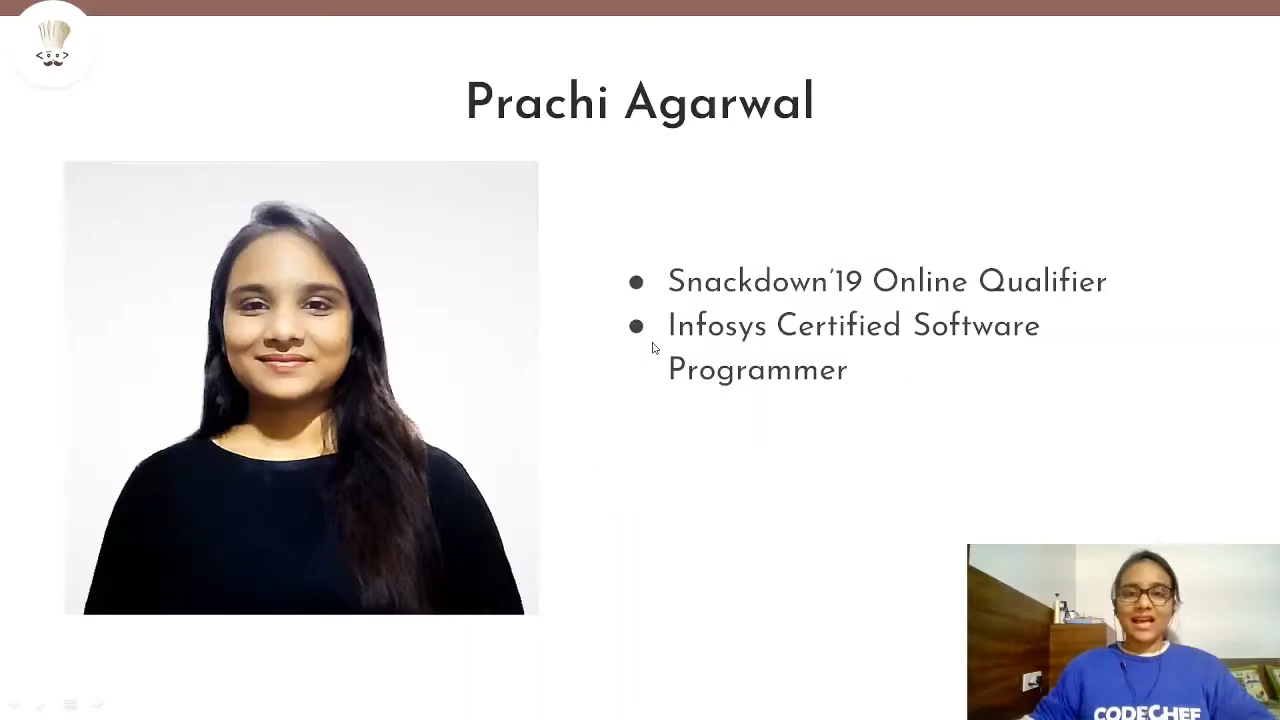 Prachi Agarwal
● Snackdown'19 Online Qualifier
● Infosys Certified Software
Programmer
CODECHEF